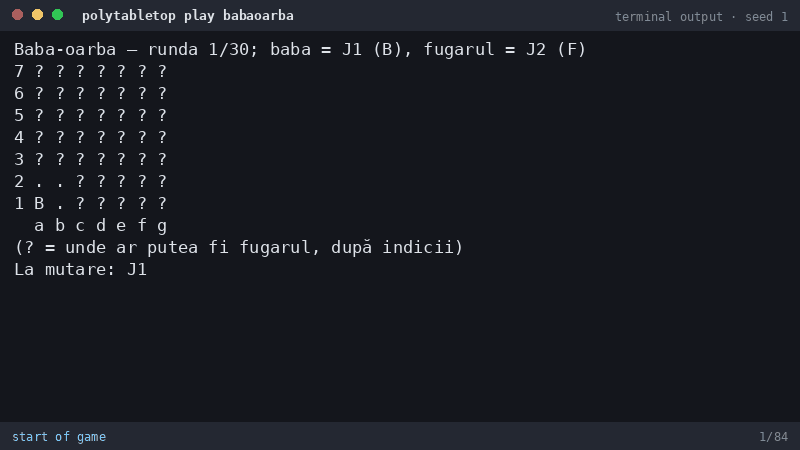 polytabletop play babaoarba
terminal output · seed 1
Baba-oarba — runda 1/30; baba = J1 (B), fugarul = J2 (F)
7 ? ? ? ? ? ? ?
6 ? ? ? ? ? ? ?
5 ? ? ? ? ? ? ?
4 ? ? ? ? ? ? ?
3 ? ? ? ? ? ? ?
2 . . ? ? ? ? ?
1 B . ? ? ? ? ?
  a b c d e f g
(? = unde ar putea fi fugarul, după indicii)
La mutare: J1
start of game
1/84